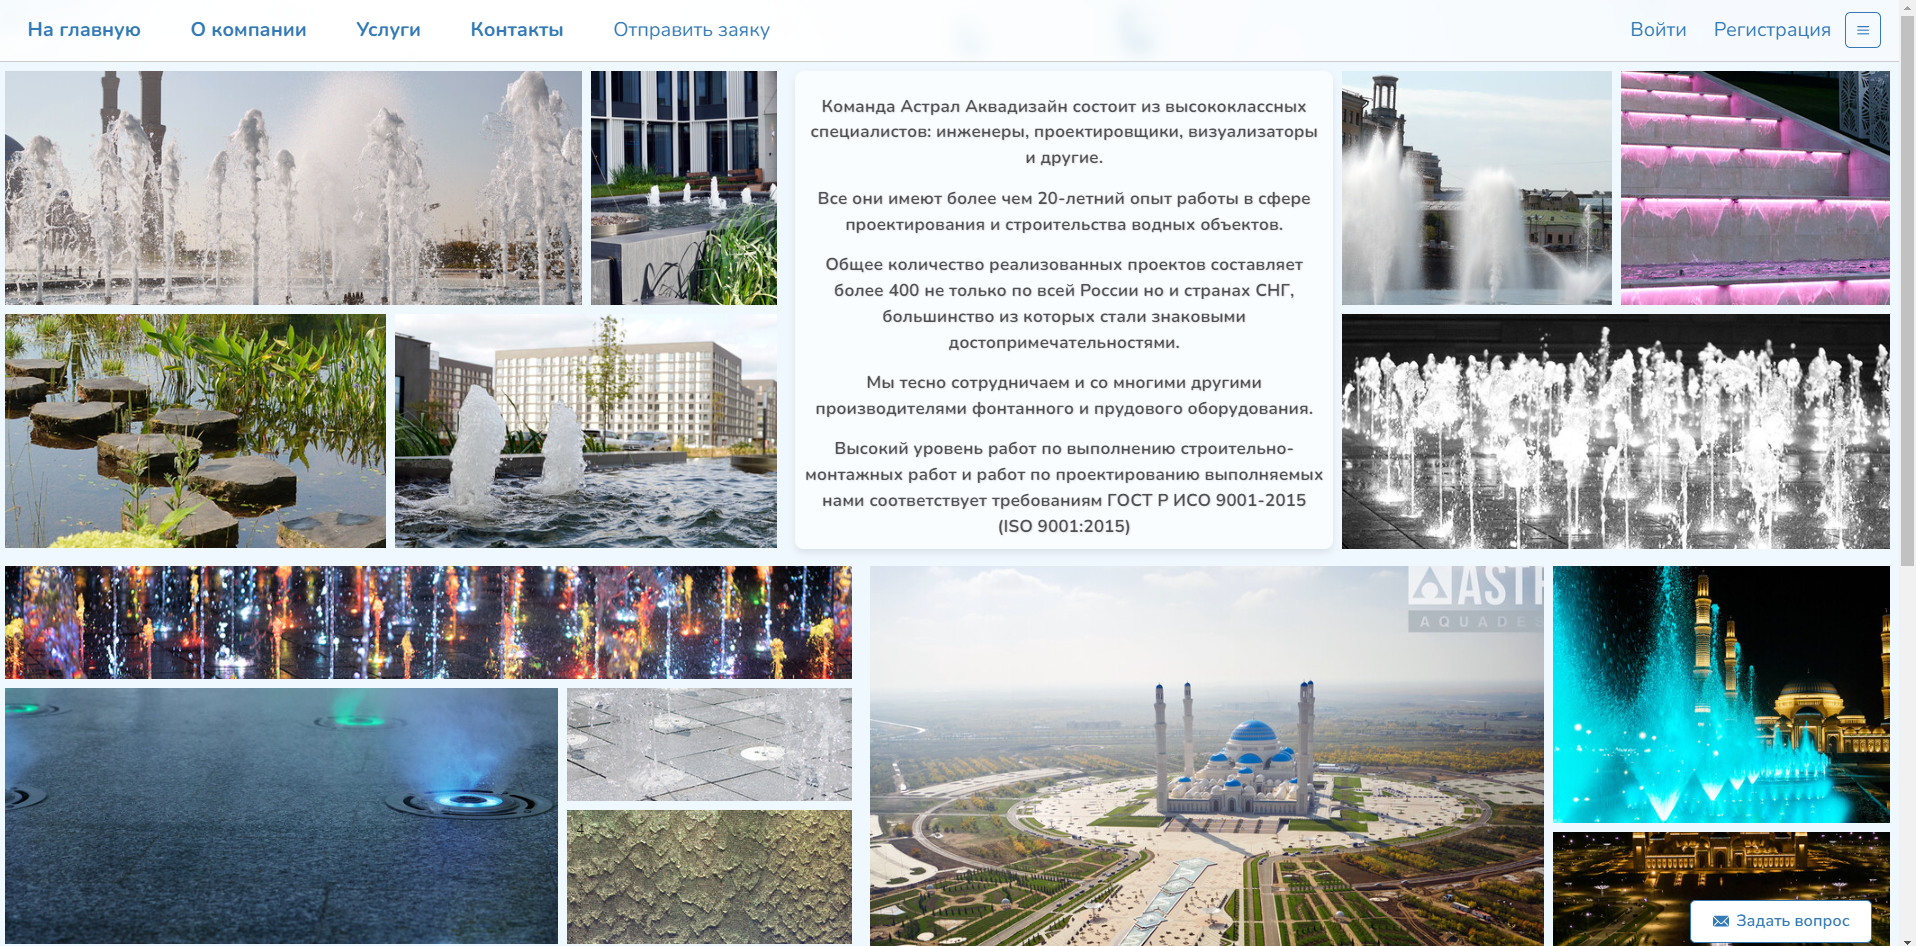 На главную
О компании
Услуги
Контакты
Отправить заяку
Войти
Регистрация
Команда Астрал Аквадизайн состоит из высококлассных
специалистов: инженеры, проектировщики, визуализаторы
и другие.
Все они имеют более чем 20-летний опыт работы в сфере
проектирования и строительства водных объектов.
Общее количество реализованных проектов составляет
более 400 не только по всей России но и странах СНГ,
большинство из которых стали знаковыми
достопримечательностями.
Мы тесно сотрудничаем и со многими другими
производителями фонтанного и прудового оборудования.
Высокий уровень работ по выполнению строительно-
монтажных работ и работ по проектированию выполняемых
нами соответствует требованиям ГОСТ Р ИСО 9001-2015
(ISO 9001:2015)
ASTR
AQUADES
4
Задать вопрос